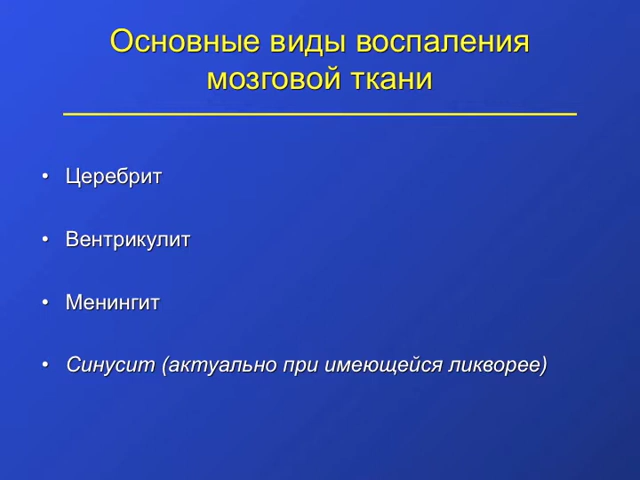 Основные виды воспаления
мозговой ткани
• Церебрит
• Вентрикулит
• Менингит
• Синусит (актуально при имеющейся ликворее)